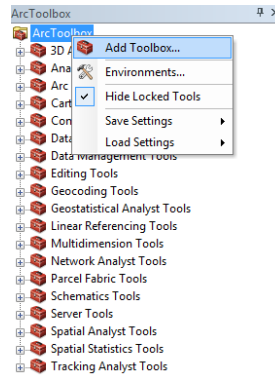 ArcToolbox
ArcToolbox
3D A
Add Toolbox...
Ana
Environments...
Arc
Cart
Hide Locked Tools
Con
Save Settings
Data
Load Settings
Data Management Tools
Editing Tools
Geocoding Tools
Geostatistical Analyst Tools
Linear Referencing Tools
Multidimension Tools
Network Analyst Tools
Parcel Fabric Tools
Schematics Tools
Server Tools
Spatial Analyst Tools
Spatial Statistics Tools
Tracking Analyst Tools